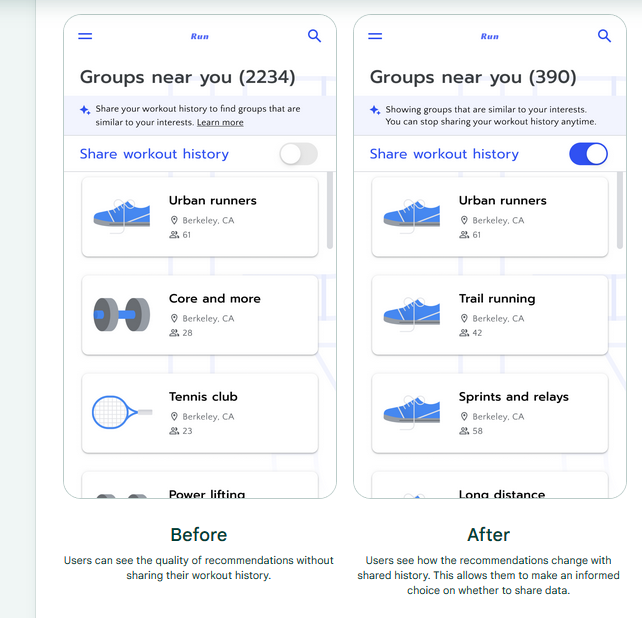 Run
Groups near you (2234)
Share your workout history to find groups that are
similar to your interests. Learn more
Share workout history
Urban runners
Berkeley, CA
61
Core and more
Berkeley, CA
28
Tennis club
Berkeley, CA
23
Power lifting
Before
Users can see the quality of recommendations without
sharing their workout history.
Run
Groups near you (390)
Showing groups that are similar to your interests.
You can stop sharing your workout history anytime.
Share workout history
Urban runners
Berkeley, CA
61
Trail running
Berkeley, CA
42
Sprints and relays
Berkeley, CA
58
Long distance
After
Users see how the recommendations change with
shared history. This allows them to make an informed
choice on whether to share data.